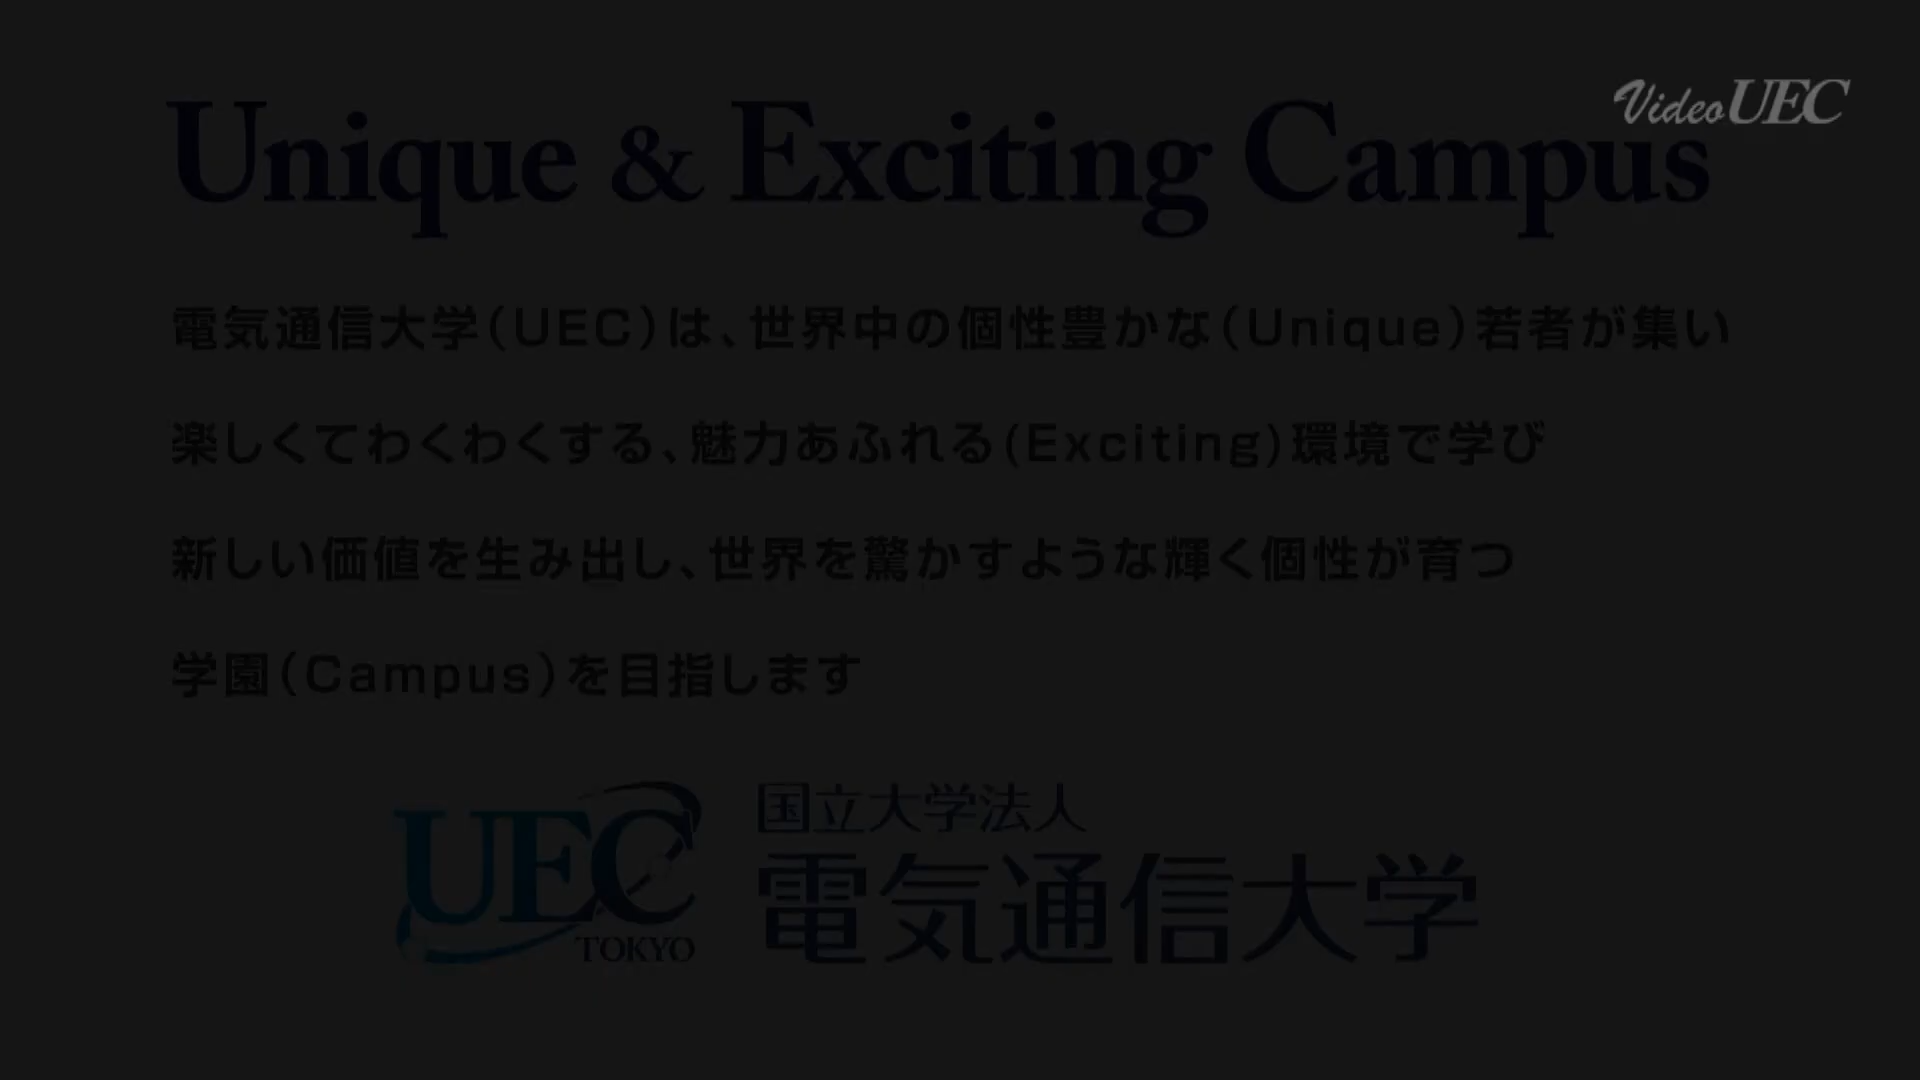 Video UEC
Unique & Exciting Campus
電気通信大学(UEC)は、世界中の個性豊かな(Unique)若者が集い
楽しくてわくわくする、魅力あふれる(Exciting)環境で学び
新しい価値を生み出し、世界を驚かすような輝く個性が育つ
学園(Campus)を目指します
UEC
TOKYO
国立大学法人
電気通信大学